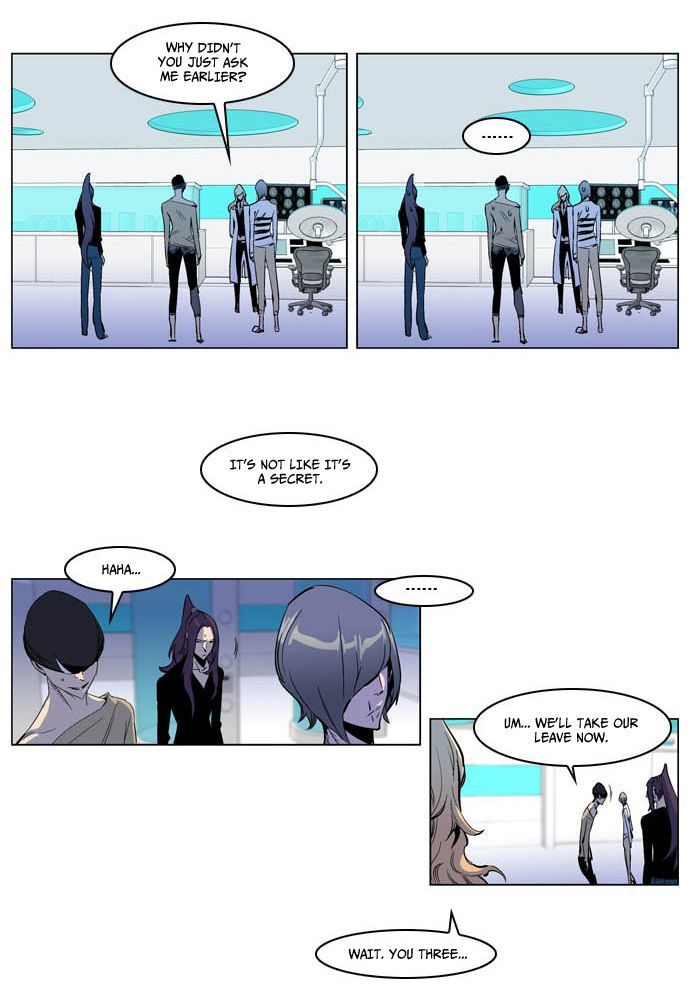 WHY DIDN'T
YOU JUST ASK
ME EARLIER?
......
IT'S NOT LIKE IT'S
A SECRET.
HAHA...
......
UM... WE'LL TAKE OUR
LEAVE NOW.
WAIT. YOU THREE...